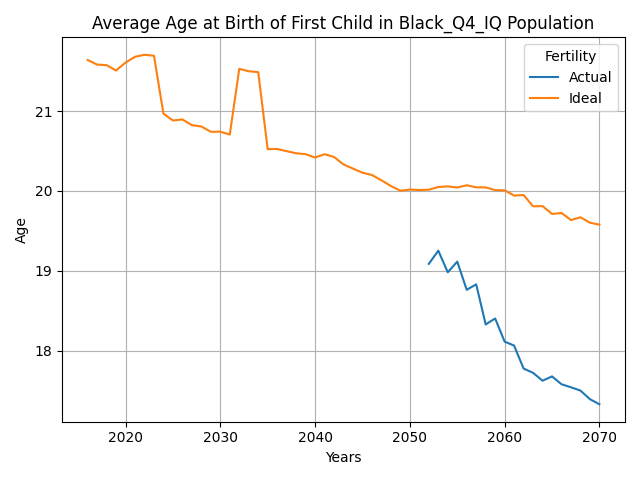 Average Age at Birth of First Child in Black_Q4_IQ Population
Fertility
Actual
Ideal
Age
21
20
19
18
2020 2030 2040 2050 2060 2070
Years